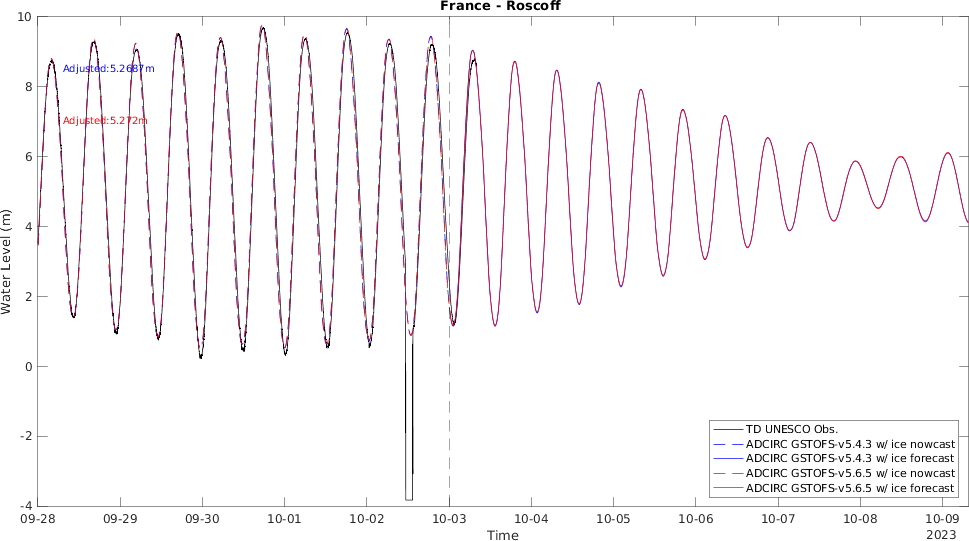 France - Roscoff
10
8
6
4
2
0
-2
-4
Water Level (m)
Adjusted:5.2687m
Adjusted:5.272m
TD UNESCO Obs.
ADCIRC GSTOFS-v5.4.3 w/ ice nowcast
ADCIRC GSTOFS-v5.4.3 w/ ice forecast
ADCIRC GSTOFS-v5.6.5 w/ ice nowcast
ADCIRC GSTOFS-v5.6.5 w/ ice forecast
09-28 09-29 09-30 10-01 10-02 10-03 10-04 10-05 10-06 10-07 10-08 10-09
Time
2023